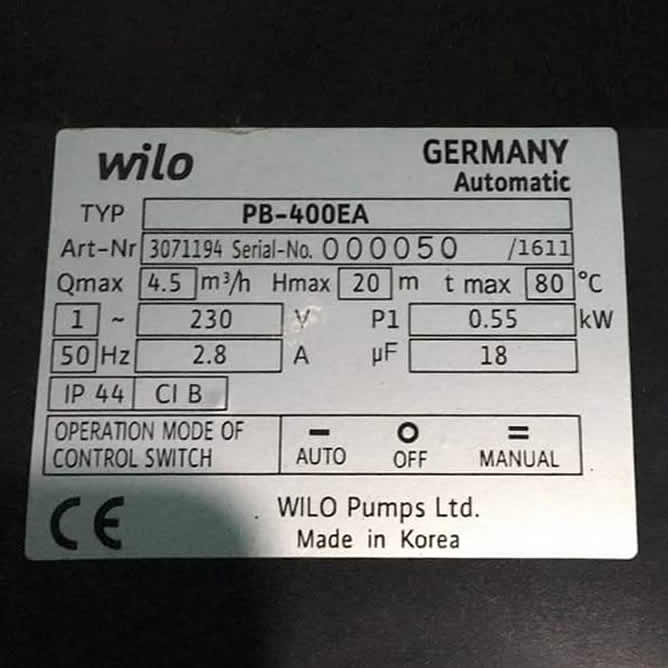 wilo GERMANY
Automatic
TYP PB-400EA
Art-Nr 3071194 Serial-No. 000050 /1611
Qmax 4.5 m³/h Hmax 20 m t max 80 °C
1 ~ 230 V P1 0.55 kW
50 Hz 2.8 A µF 18
IP 44 CI B
OPERATION MODE OF CONTROL SWITCH
− AUTO O OFF = MANUAL
CE WILO Pumps Ltd.
Made in Korea